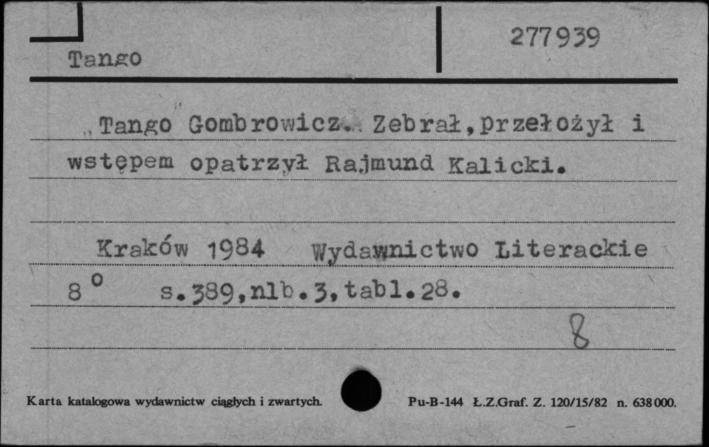 277939
Tango
„Tango" Gombrowicz. Zebrał,przełożył i
wstępem opatrzył Rajmund Kalicki.
Kraków 1984 Wydawnictwo Literackie
8° s.389,nlb.3,tabl.28.
8
Karta katalogowa wydawnictw ciągłych i zwartych. Pu-B-144 Ł.Z.Graf. Z. 120/15/82 n. 638000.